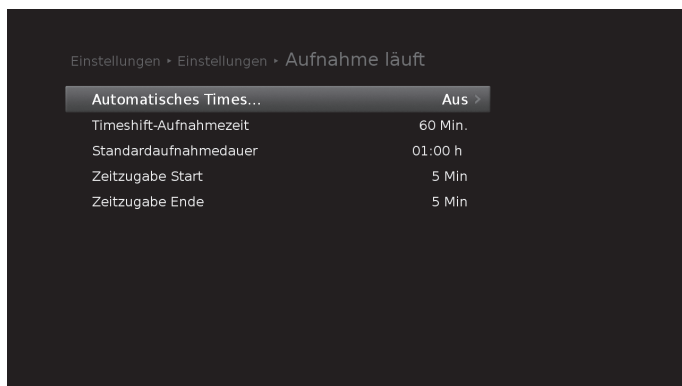 Einstellungen ‣ Einstellungen ‣ Aufnahme läuft
Automatisches Times... Aus >
Timeshift-Aufnahmezeit 60 Min.
Standardaufnahmedauer 01:00 h
Zeitzugabe Start 5 Min
Zeitzugabe Ende 5 Min